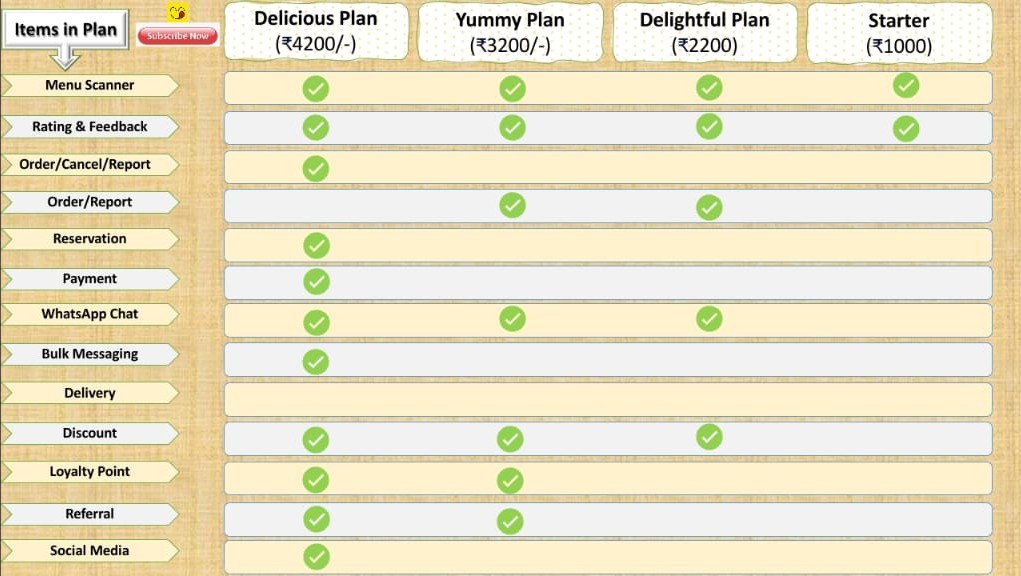 Items in Plan
Subscribe Now
Delicious Plan
(₹4200/-)
Yummy Plan
(₹3200/-)
Delightful Plan
(₹2200)
Starter
(₹1000)
Menu Scanner
Rating & Feedback
Order/Cancel/Report
Order/Report
Reservation
Payment
WhatsApp Chat
Bulk Messaging
Delivery
Discount
Loyalty Point
Referral
Social Media